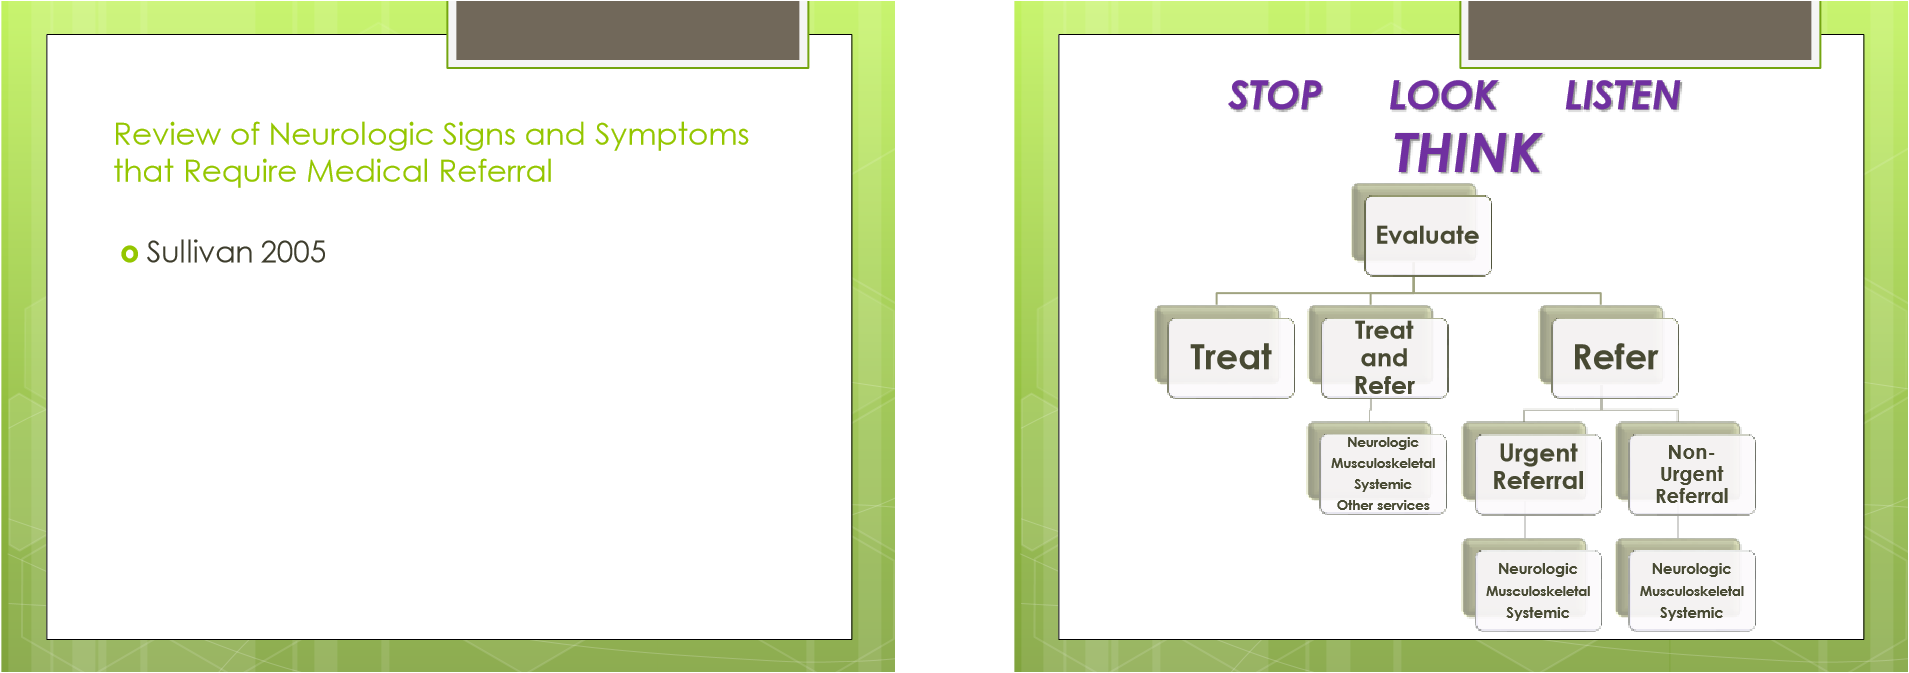 Review of Neurologic Signs and Symptoms
that Require Medical Referral
Sullivan 2005
STOP LOOK LISTEN
THINK
Evaluate
Treat
Treat
and
Refer
Refer
Neurologic
Musculoskeletal
Systemic
Other services
Urgent
Referral
Non-
Urgent
Referral
Neurologic
Musculoskeletal
Systemic
Neurologic
Musculoskeletal
Systemic